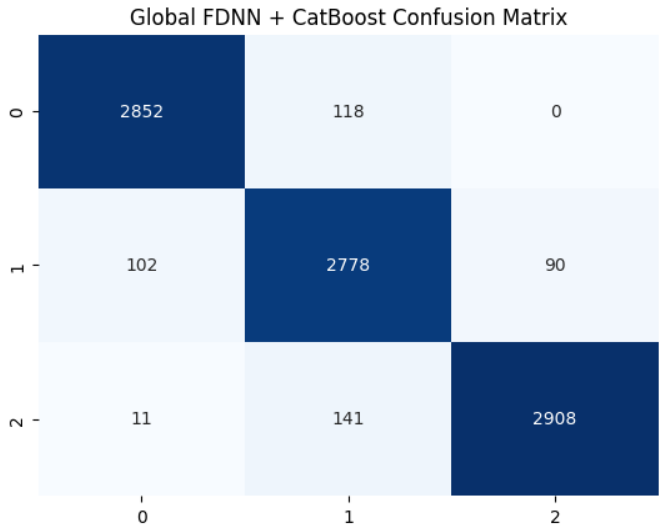 Global FDNN + CatBoost Confusion Matrix
0 2852 118 0
1 102 2778 90
2 11 141 2908
0 1 2